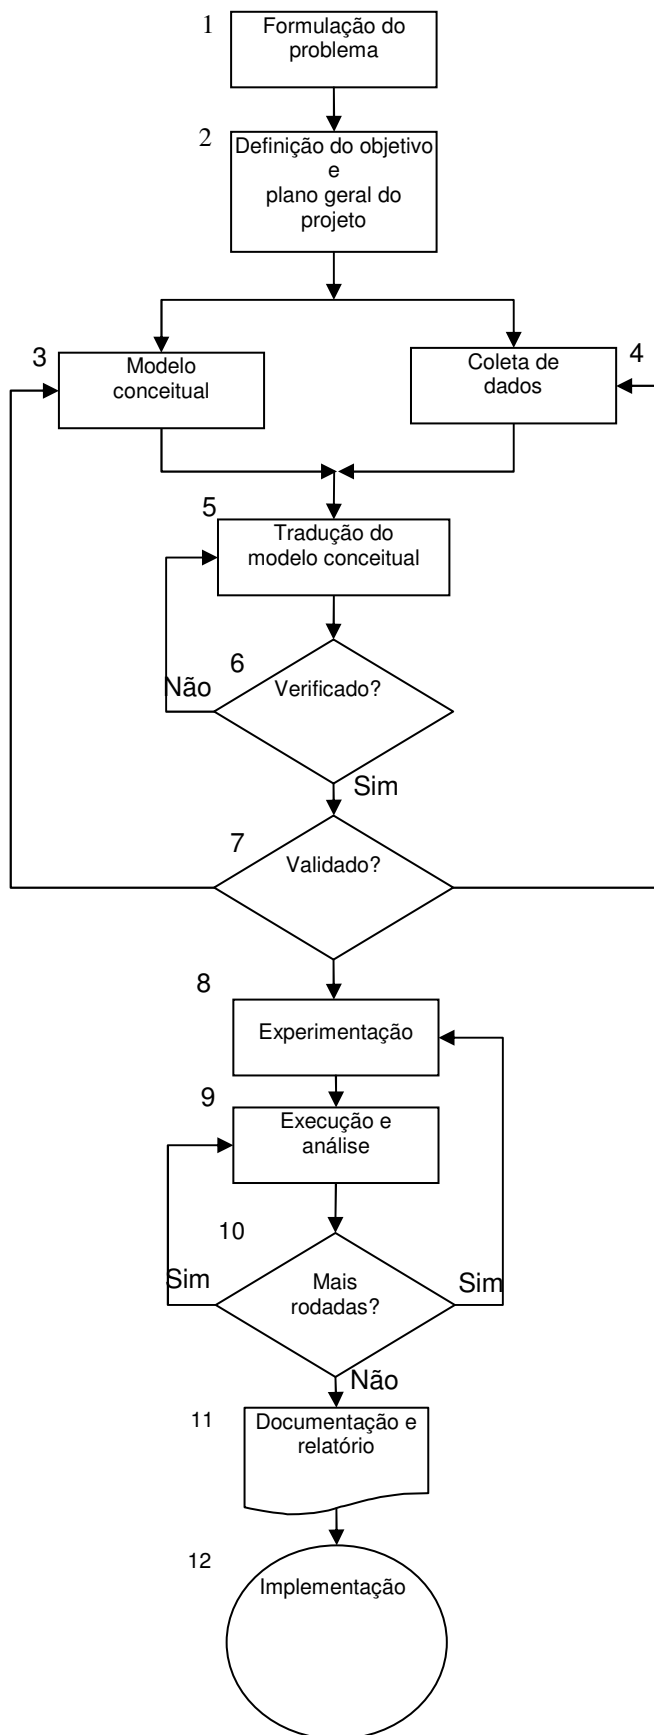 1
Formulação do
problema
2
Definição do objetivo
e
plano geral do
projeto
3
Modelo
conceitual
Coleta de
dados
4
5
Tradução do
modelo conceitual
6
Não
Verificado?
Sim
7
Validado?
8
Experimentação
9
Execução e
análise
10
Sim
Mais
rodadas?
Sim
Não
11
Documentação e
relatório
12
Implementação